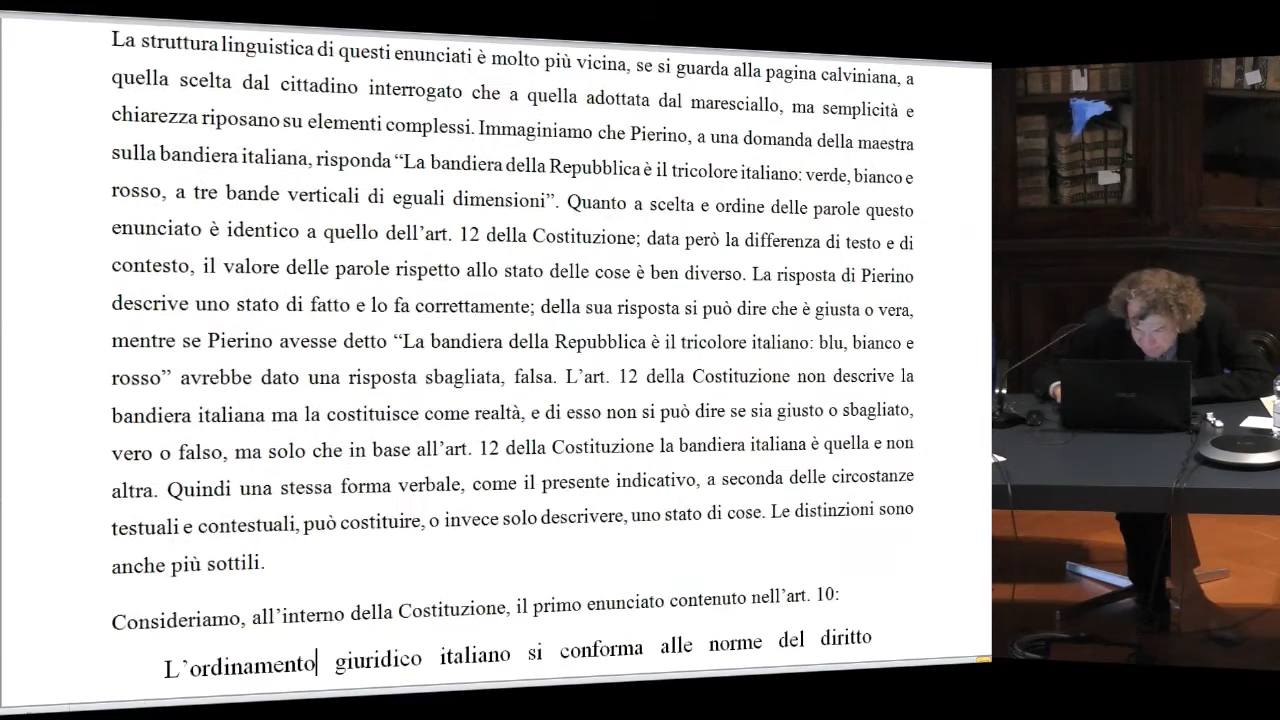 La struttura linguistica di questi enunciati è molto più vicina, se si guarda alla pagina calviniana, a
quella scelta dal cittadino interrogato che a quella adottata dal maresciallo, ma semplicità e
chiarezza riposano su elementi complessi. Immaginiamo che Pierino, a una domanda della maestra
sulla bandiera italiana, risponda “La bandiera della Repubblica è il tricolore italiano: verde, bianco e
rosso, a tre bande verticali di eguali dimensioni”. Quanto a scelta e ordine delle parole questo
enunciato è identico a quello dell’art. 12 della Costituzione; data però la differenza di testo e di
contesto, il valore delle parole rispetto allo stato delle cose è ben diverso. La risposta di Pierino
descrive uno stato di fatto e lo fa correttamente; della sua risposta si può dire che è giusta o vera,
mentre se Pierino avesse detto “La bandiera della Repubblica è il tricolore italiano: blu, bianco e
rosso” avrebbe dato una risposta sbagliata, falsa. L’art. 12 della Costituzione non descrive la
bandiera italiana ma la costituisce come realtà, e di esso non si può dire se sia giusto o sbagliato,
vero o falso, ma solo che in base all’art. 12 della Costituzione la bandiera italiana è quella e non
altra. Quindi una stessa forma verbale, come il presente indicativo, a seconda delle circostanze
testuali e contestuali, può costituire, o invece solo descrivere, uno stato di cose. Le distinzioni sono
anche più sottili.
Consideriamo, all’interno della Costituzione, il primo enunciato contenuto nell’art. 10:
L’ordinamento giuridico italiano si conforma alle norme del diritto